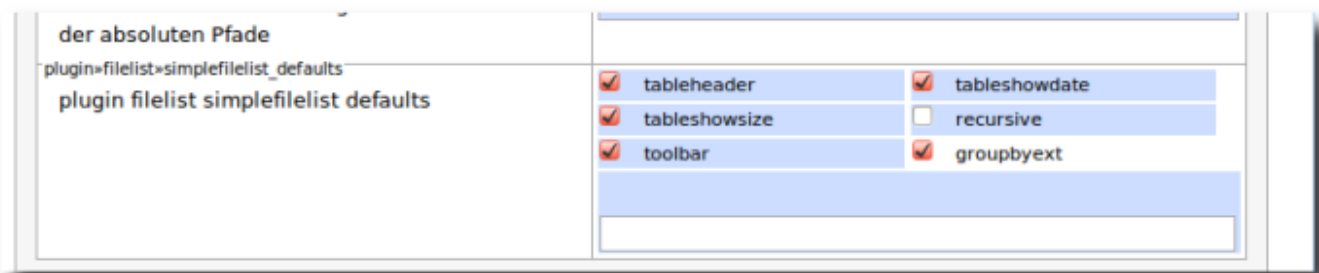 der absoluten Pfade
plugin»filelist»simplefilelist_defaults
plugin filelist simplefilelist defaults
tableheader
tableshowdate
tableshowsize
recursive
toolbar
groupbyext